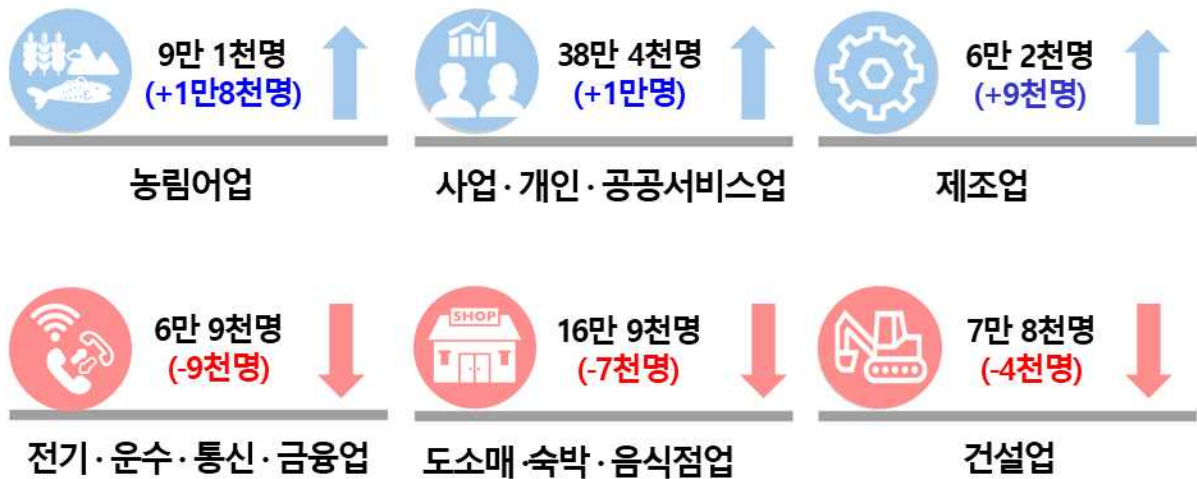 9만 1천명
(+1만8천명)
농림어업
38만 4천명
(+1만명)
사업·개인·공공서비스업
6만 2천명
(+9천명)
제조업
6만 9천명
(-9천명)
전기·운수·통신·금융업
SHOP
16만 9천명
(-7천명)
도소매·숙박·음식점업
7만 8천명
(-4천명)
건설업